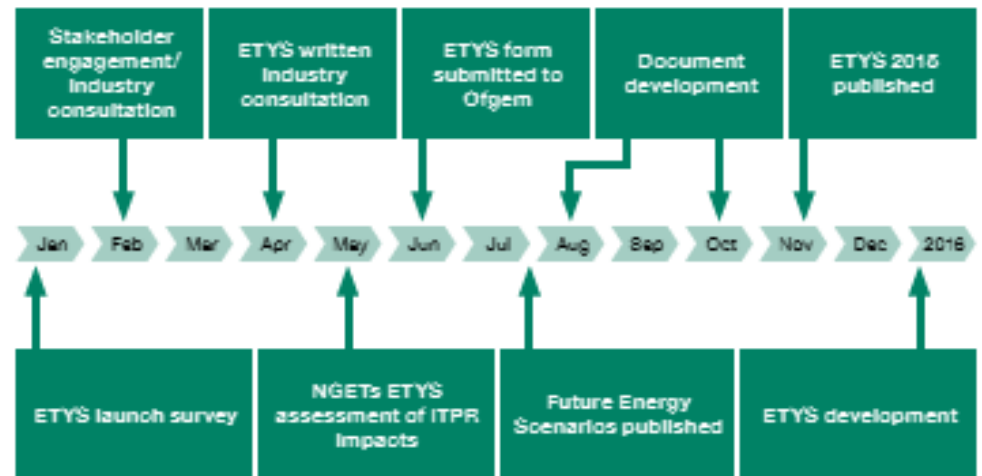 Stakeholder
engagement/
Industry
consultation
ETYS written
Industry
consultation
ETYS form
submitted to
Ofgem
Document
development
ETYS 2015
published
Jan Feb Mar Apr May Jun Jul Aug Sep Oct Nov Dec 2016
ETYS launch survey
NGETs ETYS
assessment of ITPR
Impacts
Future Energy
Scenarios published
ETYS development